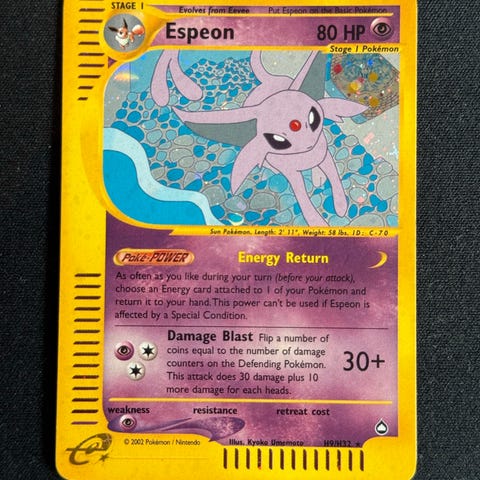 STAGE 1
Evolves from Eevee Put Espeon on the Basic Pokémon
Espeon 80 HP
Stage 1 Pokémon
Sun Pokémon. Length: 2' 11", Weight: 58 lbs. ID: C-70
Poké-POWER Energy Return
As often as you like during your turn (before your attack),
choose an Energy card attached to 1 of your Pokémon and
return it to your hand. This power can't be used if Espeon is
affected by a Special Condition.
Damage Blast Flip a number of
coins equal to the number of damage
counters on the Defending Pokémon.
This attack does 30 damage plus 10
more damage for each heads.
30+
weakness resistance retreat cost
e
© 2002 Pokémon / Nintendo Illus. Kyoko Umemoto H9/H32 ★